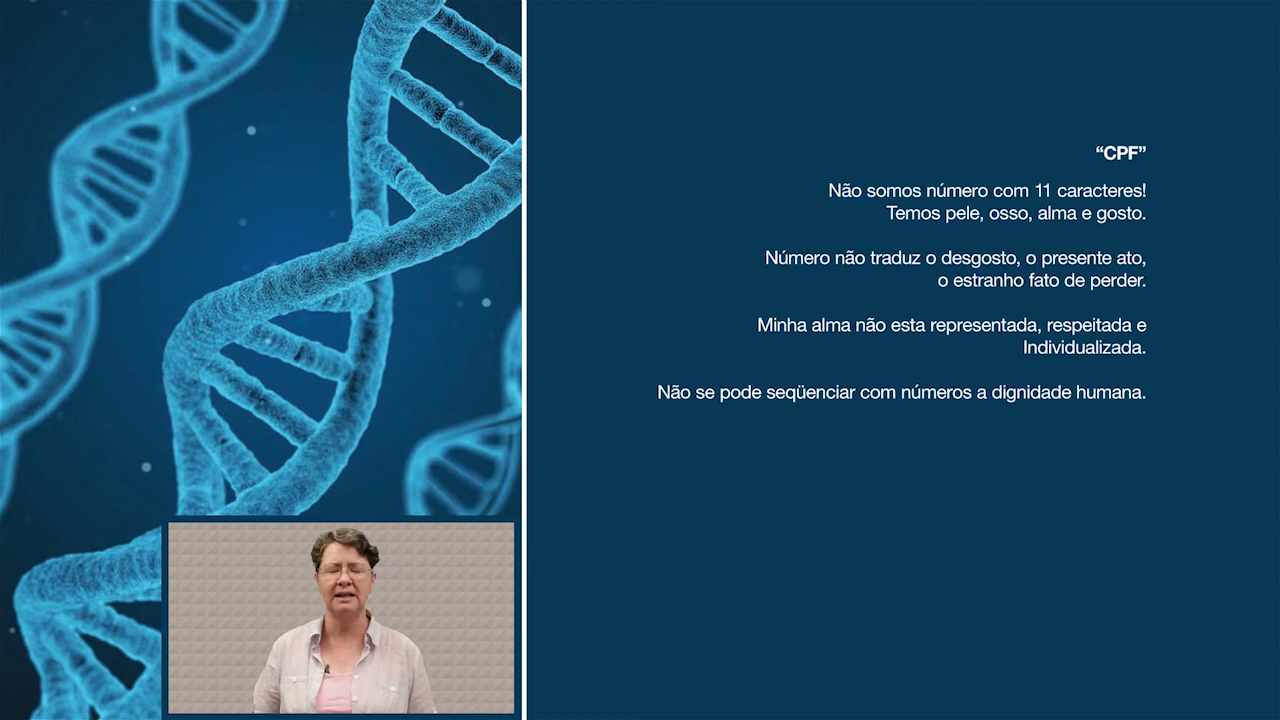 “CPF”
Não somos número com 11 caracteres!
Temos pele, osso, alma e gosto.
Número não traduz o desgosto, o presente ato,
o estranho fato de perder.
Minha alma não esta representada, respeitada e
Individualizada.
Não se pode seqüenciar com números a dignidade humana.